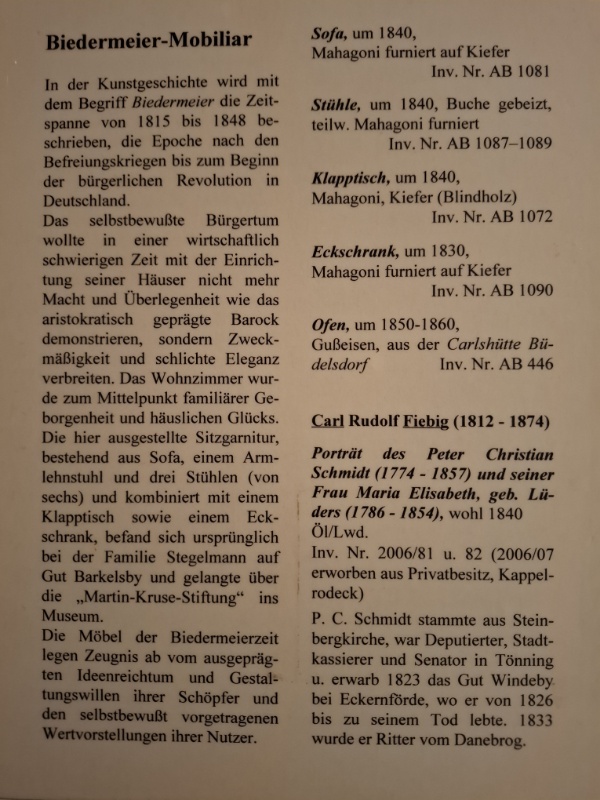 Biedermeier-Mobiliar
In der Kunstgeschichte wird mit
dem Begriff Biedermeier die Zeit-
spanne von 1815 bis 1848 be-
schrieben, die Epoche nach den
Befreiungskriegen bis zum Beginn
der bürgerlichen Revolution in
Deutschland.
Das selbstbewußte Bürgertum
wollte in einer wirtschaftlich
schwierigen Zeit mit der Einrich-
tung seiner Häuser nicht mehr
Macht und Überlegenheit wie das
aristokratisch geprägte Barock
demonstrieren, sondern Zweck-
mäßigkeit und schlichte Eleganz
verbreiten. Das Wohnzimmer wur-
de zum Mittelpunkt familiärer Ge-
borgenheit und häuslichen Glücks.
Die hier ausgestellte Sitzgarnitur,
bestehend aus Sofa, einem Arm-
lehnstuhl und drei Stühlen (von
sechs) und kombiniert mit einem
Klapptisch sowie einem Eck-
schrank, befand sich ursprünglich
bei der Familie Stegelmann auf
Gut Barkelsby und gelangte über
die „Martin-Kruse-Stiftung“ ins
Museum.
Die Möbel der Biedermeierzeit
legen Zeugnis ab vom ausgepräg-
ten Ideenreichtum und Gestal-
tungswillen ihrer Schöpfer und
den selbstbewußt vorgetragenen
Wertvorstellungen ihrer Nutzer.
Sofa, um 1840,
Mahagoni furniert auf Kiefer
Inv. Nr. AB 1081
Stühle, um 1840, Buche gebeizt,
teilw. Mahagoni furniert
Inv. Nr. AB 1087–1089
Klapptisch, um 1840,
Mahagoni, Kiefer (Blindholz)
Inv. Nr. AB 1072
Eckschrank, um 1830,
Mahagoni furniert auf Kiefer
Inv. Nr. AB 1090
Ofen, um 1850-1860,
Gußeisen, aus der Carlshütte Bü-
delsdorf Inv. Nr. AB 446
Carl Rudolf Fiebig (1812 - 1874)
Porträt des Peter Christian
Schmidt (1774 - 1857) und seiner
Frau Maria Elisabeth, geb. Lü-
ders (1786 - 1854), wohl 1840
Öl/Lwd.
Inv. Nr. 2006/81 u. 82 (2006/07
erworben aus Privatbesitz, Kappel-
rodeck)
P. C. Schmidt stammte aus Stein-
bergkirche, war Deputierter, Stadt-
kassierer und Senator in Tönning
u. erwarb 1823 das Gut Windeby
bei Eckernförde, wo er von 1826
bis zu seinem Tod lebte. 1833
wurde er Ritter vom Danebrog.